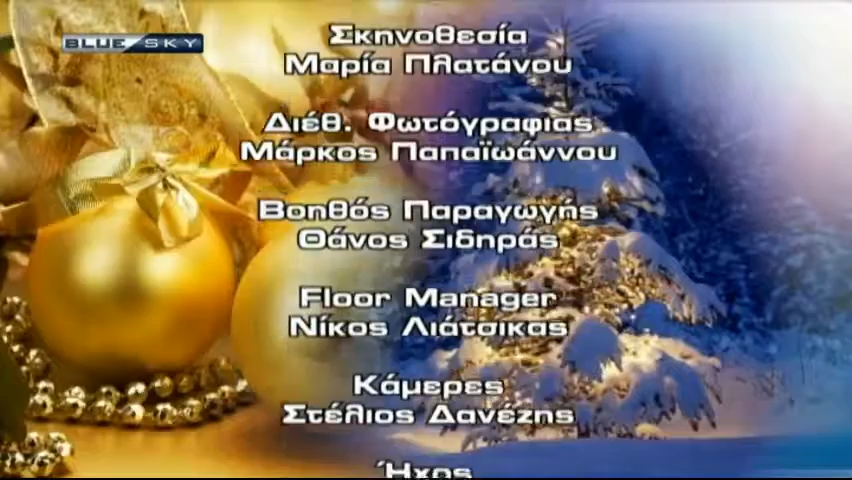 BLUE SKY
Σκηνοθεσία
Μαρία Πλατάνου
Διέθ. Φωτόγραφιας
Μάρκος Παπαϊωάννου
Βοηθός Παραγωγής
Θάνος Σιδηράς
Floor Manager
Νίκος Λιάτσικας
Κάμερες
Στέλιος Δανέζης
Ήχος